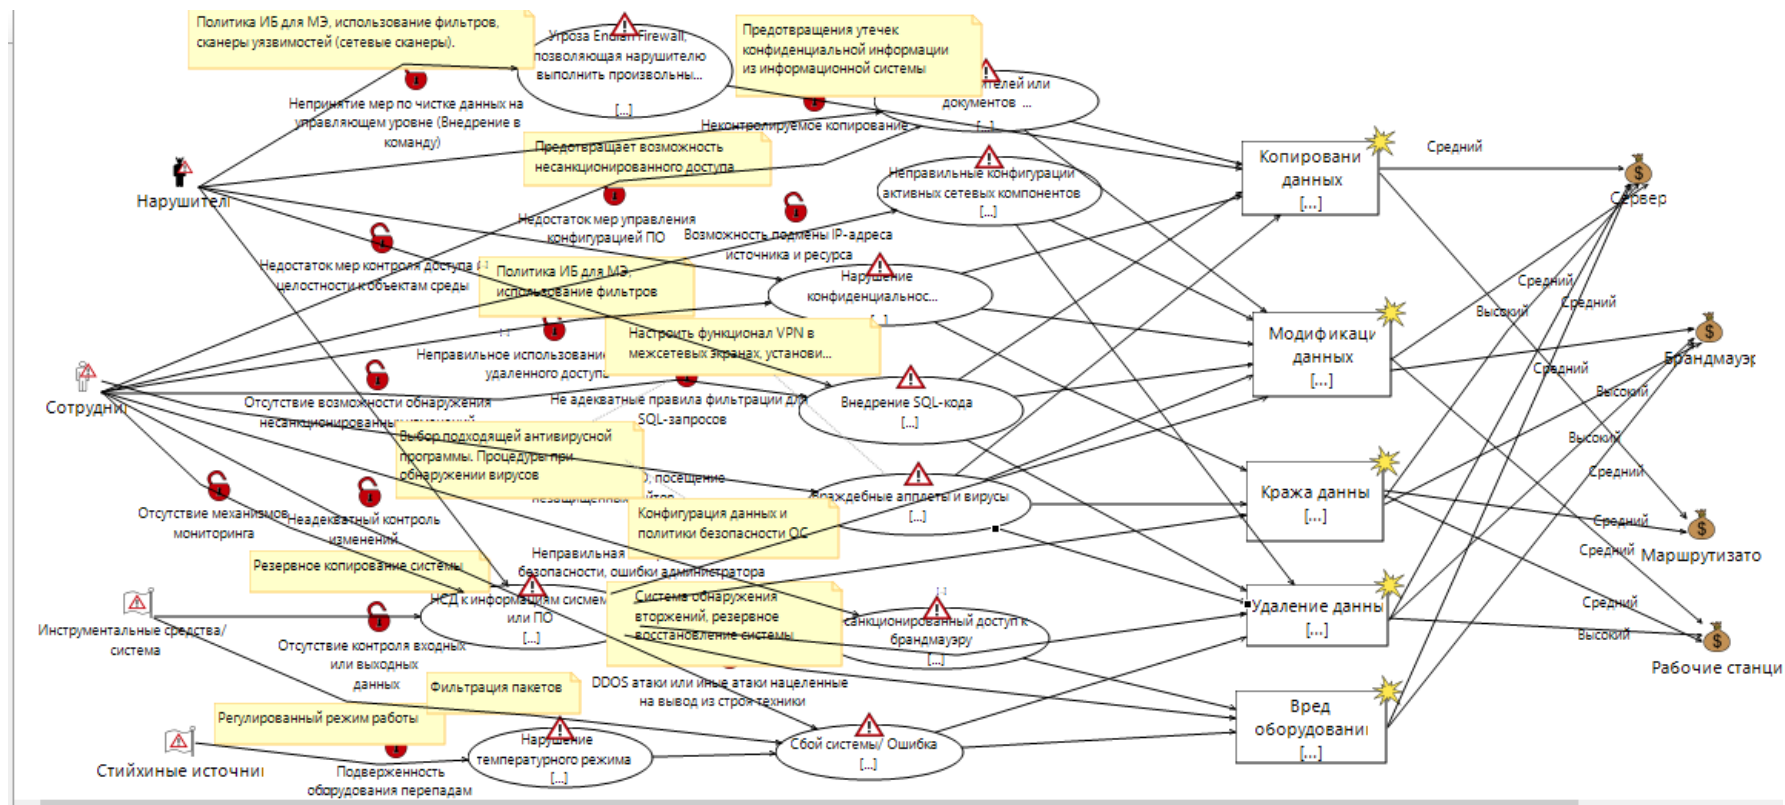 Политика ИБ для МЭ, использование фильтров,
сканеры уязвимостей (сетевые сканеры).
Угроза Endian Firewall,
позволяющая нарушителю
выполнить произвольны...
[...]
Предотвращения утечек
конфиденциальной информации
из информационной системы
ителей или
документов ...
[...]
Непринятие мер по чистке данных на
управляющем уровне (Внедрение в
команду)
Неконтролируемое копирование
Предотвращает возможность
несанкционированного доступа
Нарушител
Неправильные конфигурации
активных сетевых компонентов
[...]
Копировани
данных
[...]
Средний
Сервер
Недостаток мер управления
конфигурацией ПО
Возможность подмены IP-адреса
источника и ресурса
Недостаток мер контроля доступа и
целостности к объектам среды
Политика ИБ для МЭ,
использование фильтров
Нарушение
конфиденциальнос...
[...]
Средний
Средний
Высокий
Настроить функционал VPN в
межсетевых экранах, установи...
Неправильное использование
удаленного доступа
Модификаци
данных
[...]
Брандмауэр
Средний
Высокий
Сотрудни
Отсутствие возможности обнаружения
несанкционированных изменений
Не адекватные правила фильтрации для
SQL-запросов
Внедрение SQL-кода
[...]
Высокий
Средний
Выбор подходящей антивирусной
программы. Процедуры при
обнаружении вирусов
посещение
незащищенных
Враждебные апплеты и вирусы
[...]
Кража данны
[...]
Отсутствие механизмов
мониторинга
Неадекватный контроль
изменений
Конфигурация данных и
политики безопасности ОС
Средний
Средний
Маршрутизато
Резервное копирование системы
Неправильная
безопасности, ошибки администратора
НСД к информациям сисмем
или ПО
[...]
Система обнаружения
вторжений, резервное
восстановление системы
санкционированный доступ к
брандмауэру
[...]
Удаление данны
[...]
Средний
Высокий
Рабочие станци
Инструментальные средства/
система
Отсутствие контроля входных
или выходных
данных
Фильтрация пакетов
DDOS атаки или иные атаки нацеленные
на вывод из строя техники
Регулированный режим работы
Стийхиные источни
Подверженность
оборудования перепадам
Нарушение
температурного режима
[...]
Сбой системы/ Ошибка
[...]
Вред
оборудовани
[...]